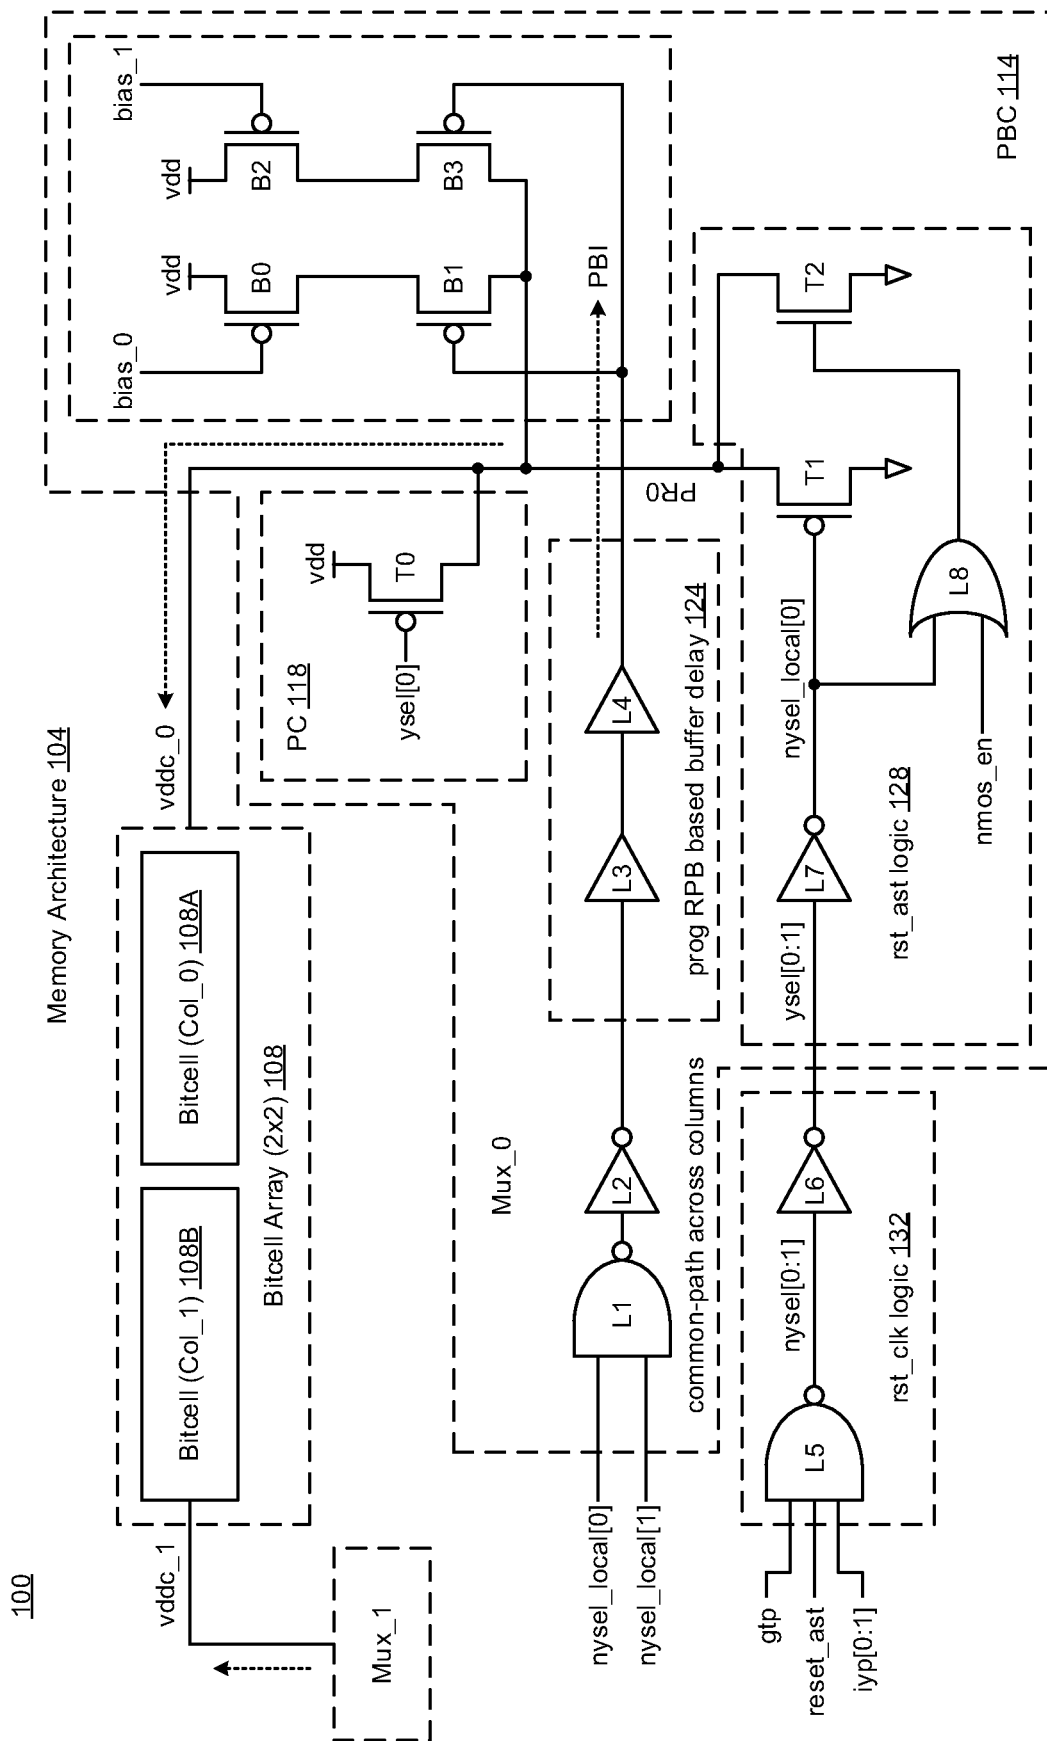 100
Memory Architecture 104
Bitcell (Col_1) 108B
Bitcell (Col_0) 108A
Bitcell Array (2x2) 108
vddc_1
Mux_1
vddc_0
PC 118
vdd
T0
ysel[0]
bias_0
bias_1
vdd
vdd
B0
B2
B1
B3
PBI
PR0
PBC 114
Mux_0
nysel_local[0]
nysel_local[1]
L1
L2
L3
L4
common-path across columns
prog RPB based buffer delay 124
gtp
reset_ast
iyp[0:1]
L5
nysel[0:1]
L6
rst_clk logic 132
ysel[0:1]
L7
nysel_local[0]
T1
T2
rst_ast logic 128
L8
nmos_en